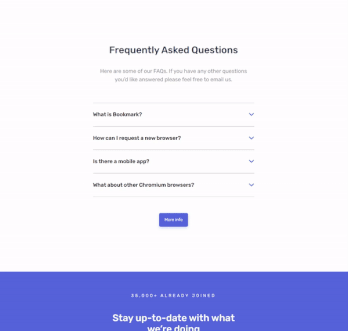 Frequently Asked Questions
Here are some of our FAQs. If you have any other questions
you'd like answered please feel free to email us.
What is Bookmark?
How can I request a new browser?
Is there a mobile app?
What about other Chromium browsers?
More info
35,000+ ALREADY JOINED
Stay up-to-date with what
we're doing